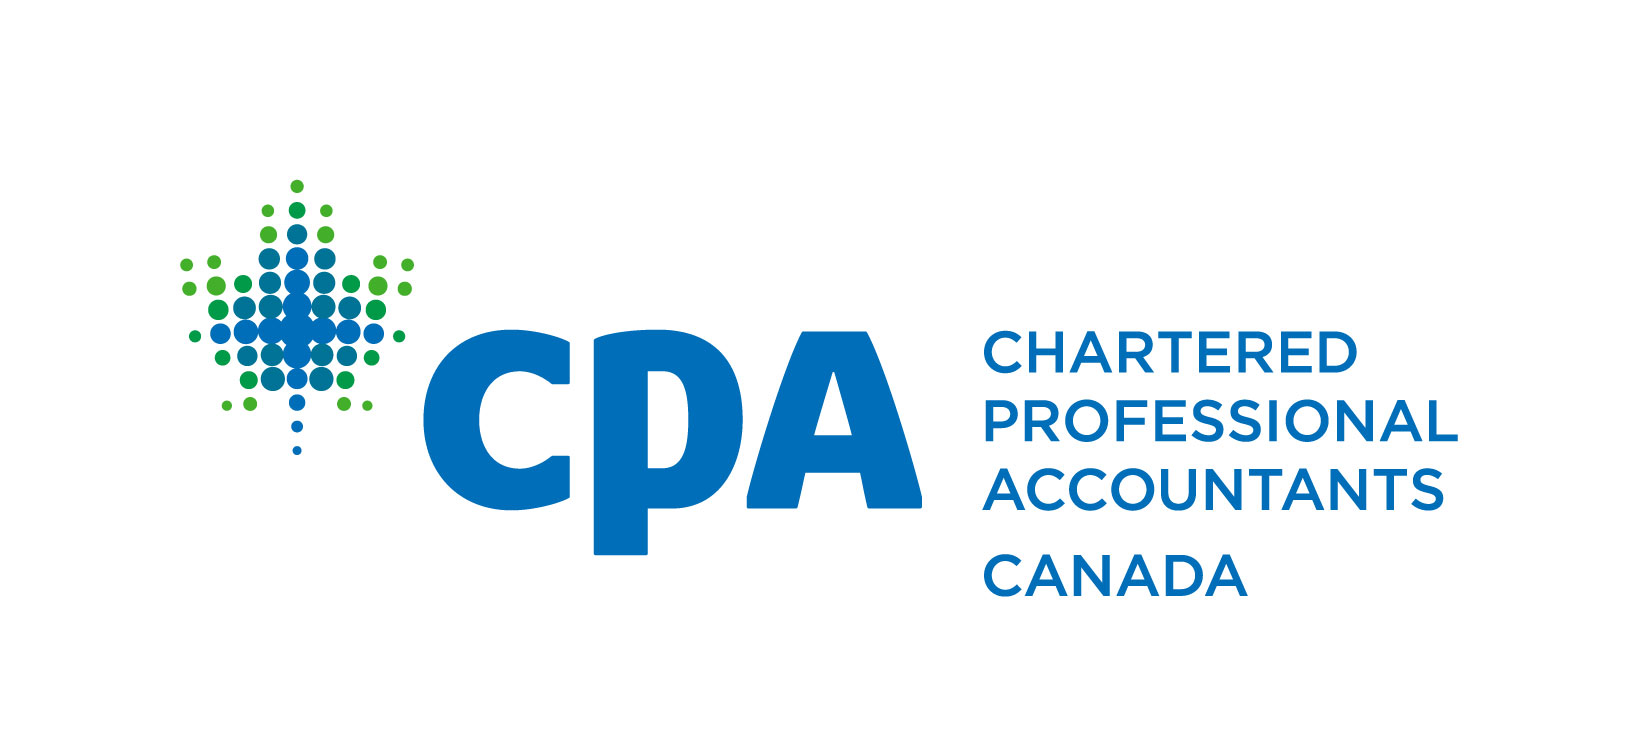 cpA
CHARTERED
PROFESSIONAL
ACCOUNTANTS
CANADA